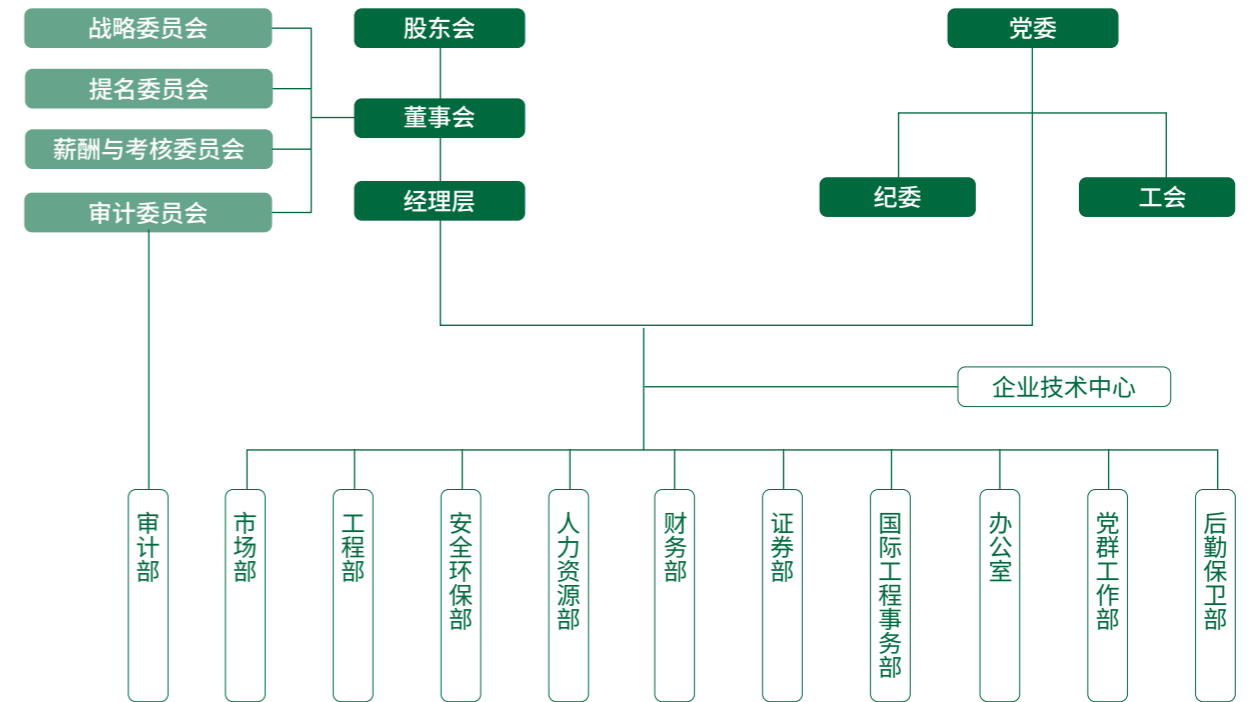 战略委员会
股东会
党委
提名委员会
董事会
薪酬与考核委员会
经理层
纪委
工会
审计委员会
企业技术中心
审计部
市场部
工程部
安全环保部
人力资源部
财务部
证券部
国际工程事务部
办公室
党群工作部
后勤保卫部